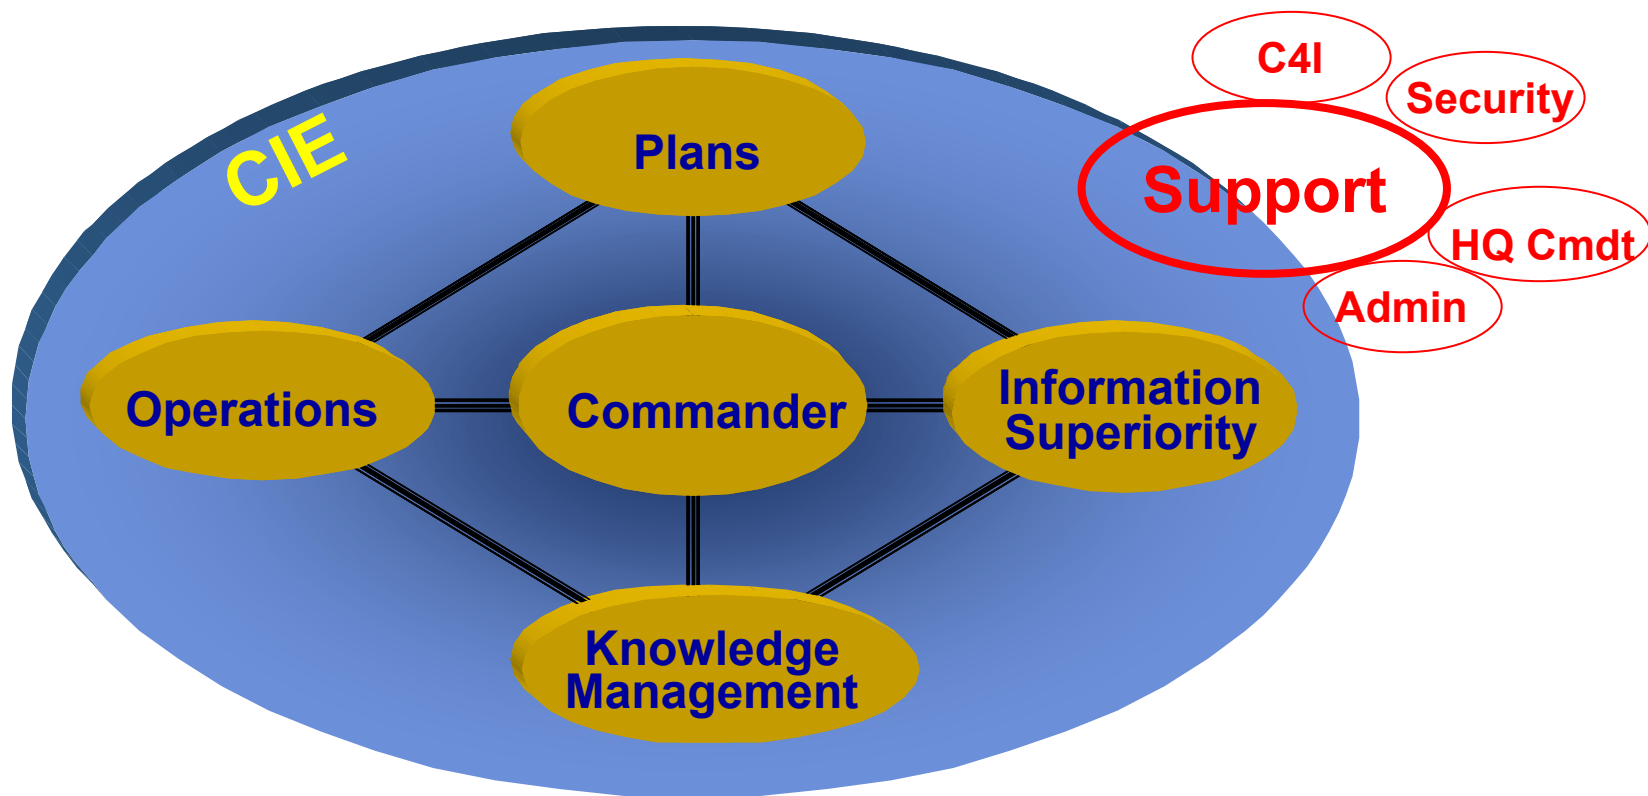 C4I
Security
CIE
Plans
Support
HQ Cmdt
Admin
Operations
Commander
Information
Superiority
Knowledge
Management